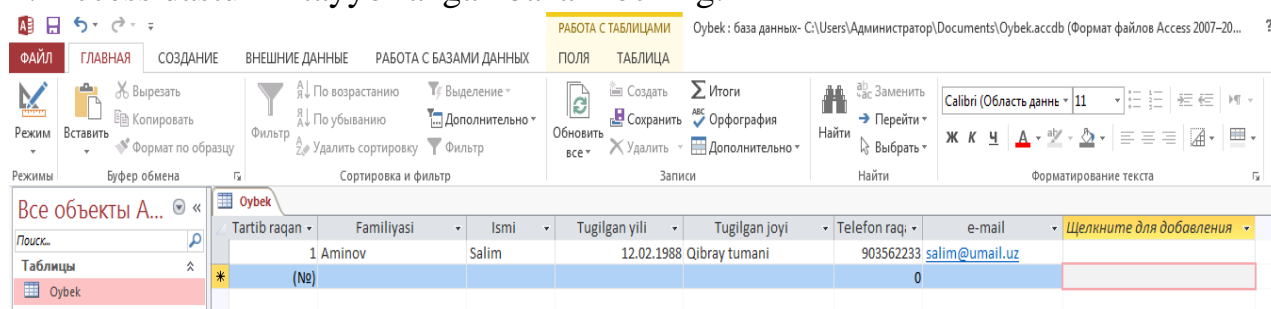 РАБОТА С ТАБЛИЦАМИ Oybek : база данных- C:\Users\Администратор\Documents\Oybek.accdb (Формат файлов Access 2007–20... ?
ФАЙЛ ГЛАВНАЯ СОЗДАНИЕ ВНЕШНИЕ ДАННЫЕ РАБОТА С БАЗАМИ ДАННЫХ ПОЛЯ ТАБЛИЦА
Вырезать По возрастанию Выделение Создать Итоги Заменить Calibri (Область даннь 11
Копировать По убыванию Дополнительно Сохранить Орфография Перейти
Режим Вставить Фильтр Обновить все Найти
Формат по образцу Удалить сортировку Фильтр Удалить Дополнительно Выбрать Ж К Ч А
Режимы Буфер обмена Сортировка и фильтр Записи Найти Форматирование текста
Все объекты A... « Oybek
Tartib raqan Familiyasi Ismi Tugilgan yili Tugilgan joyi Telefon raqa e-mail Щелкните для добавления
Поиск...
1 Aminov Salim 12.02.1988 Qibray tumani 903562233 salim@umail.uz
Таблицы
* (№) 0
Oybek